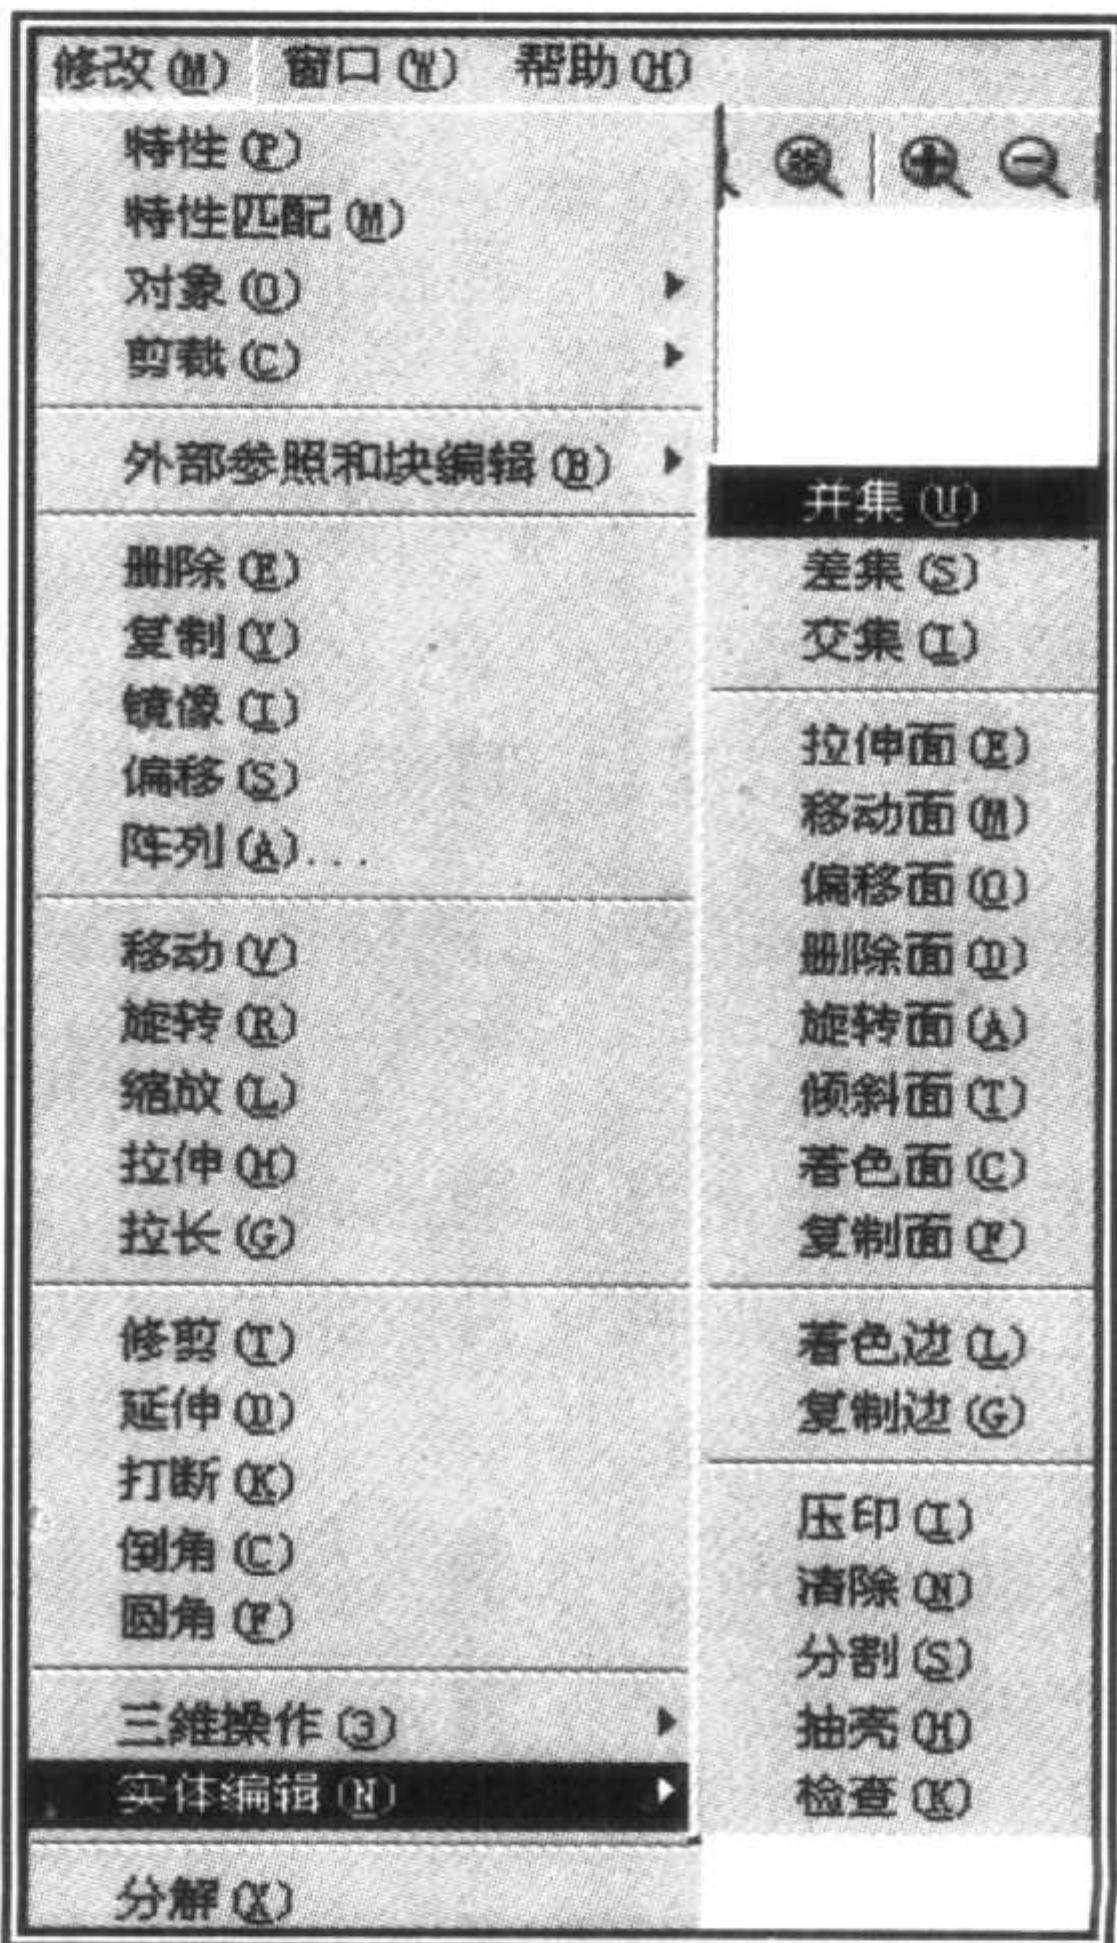 修改(M) 窗口(W) 帮助(H)
特性(P)
特性匹配(M)
对象(O)
剪裁(C)
外部参照和块编辑(B)
删除(E)
复制(Y)
镜像(I)
偏移(S)
阵列(A)...
移动(V)
旋转(R)
缩放(L)
拉伸(H)
拉长(G)
修剪(T)
延伸(D)
打断(K)
倒角(C)
圆角(F)
三维操作(3)
实体编辑(N)
分解(X)
并集(U)
差集(S)
交集(I)
拉伸面(E)
移动面(M)
偏移面(O)
删除面(D)
旋转面(A)
倾斜面(T)
着色面(C)
复制面(F)
着色边(L)
复制边(G)
压印(I)
清除(N)
分割(S)
抽壳(H)
检查(K)